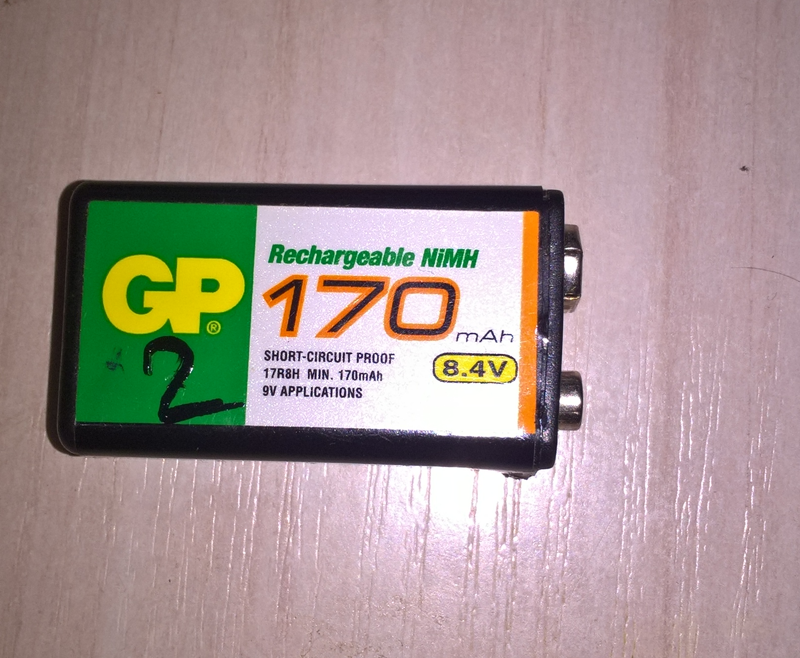 GP®
2
Rechargeable NiMH
170 mAh
SHORT-CIRCUIT PROOF
17R8H MIN. 170mAh
9V APPLICATIONS
8.4V